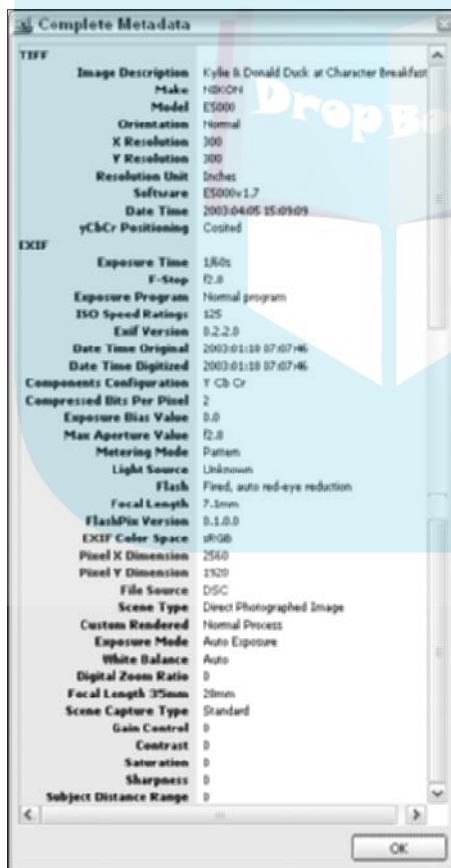 Complete Metadata
TIFF
Image Description Kylie & Donald Duck at Character Breakfast
Make NIKON
Model E5000
Orientation Normal
X Resolution 300
Y Resolution 300
Resolution Unit Inches
Software E5000v1.7
Date Time 2003:04:05 15:09:09
yCbCr Positioning Cosited
EXIF
Exposure Time 1/60s
F-Stop f2.8
Exposure Program Normal program
ISO Speed Ratings 125
Exif Version 0.2.2.0
Date Time Original 2003:01:18 07:07:46
Date Time Digitized 2003:01:18 07:07:46
Components Configuration Y Cb Cr
Compressed Bits Per Pixel 2
Exposure Bias Value 0.0
Max Aperture Value f2.8
Metering Mode Pattern
Light Source Unknown
Flash Fired, auto red-eye reduction
Focal Length 7.1mm
FlashPix Version 0.1.0.0
EXIF Color Space sRGB
Pixel X Dimension 2560
Pixel Y Dimension 1920
File Source DSC
Scene Type Direct Photographed Image
Custom Rendered Normal Process
Exposure Mode Auto Exposure
White Balance Auto
Digital Zoom Ratio 0
Focal Length 35mm 28mm
Scene Capture Type Standard
Gain Control 0
Contrast 0
Saturation 0
Sharpness 0
Subject Distance Range 0
OK